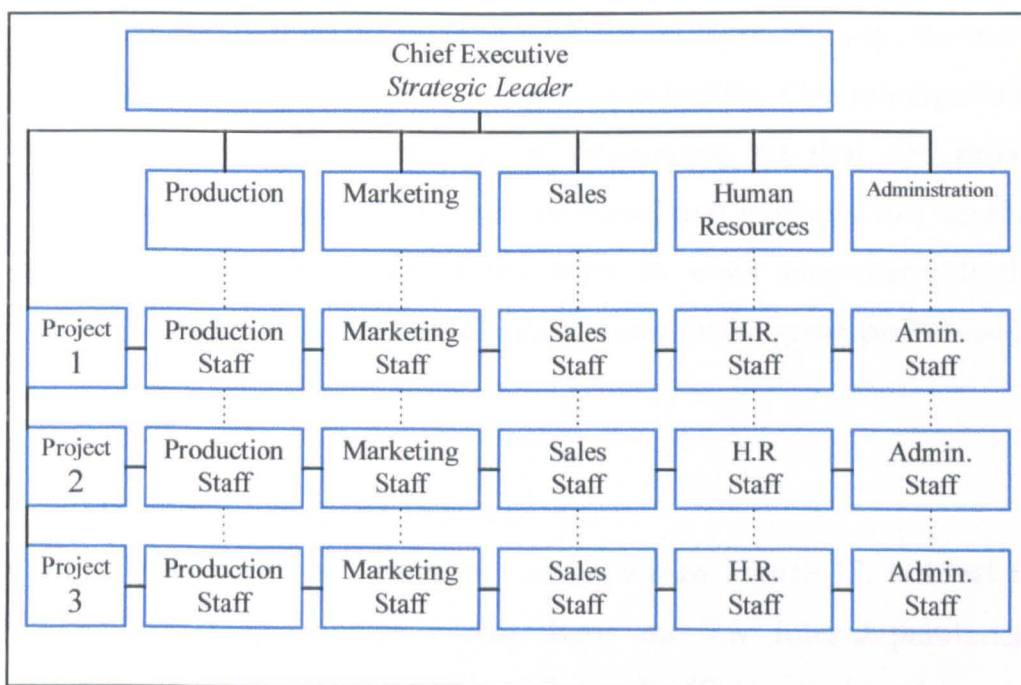 Chief Executive
Strategic Leader
Production
Marketing
Sales
Human
Resources
Administration
Project
1
Production
Staff
Marketing
Staff
Sales
Staff
H.R.
Staff
Amin.
Staff
Project
2
Production
Staff
Marketing
Staff
Sales
Staff
H.R
Staff
Admin.
Staff
Project
3
Production
Staff
Marketing
Staff
Sales
Staff
H.R.
Staff
Admin.
Staff